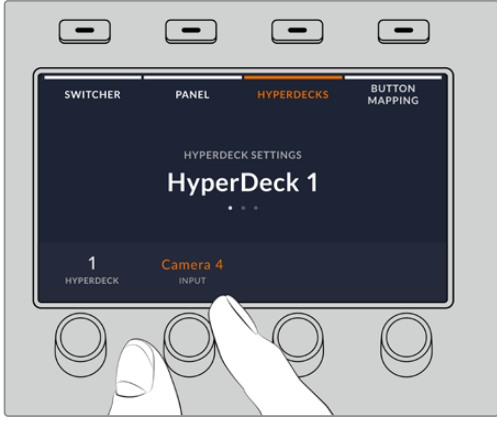 SWITCHER
PANEL
HYPERDECKS
BUTTON
MAPPING
HYPERDECK SETTINGS
HyperDeck 1
1
HYPERDECK
Camera 4
INPUT